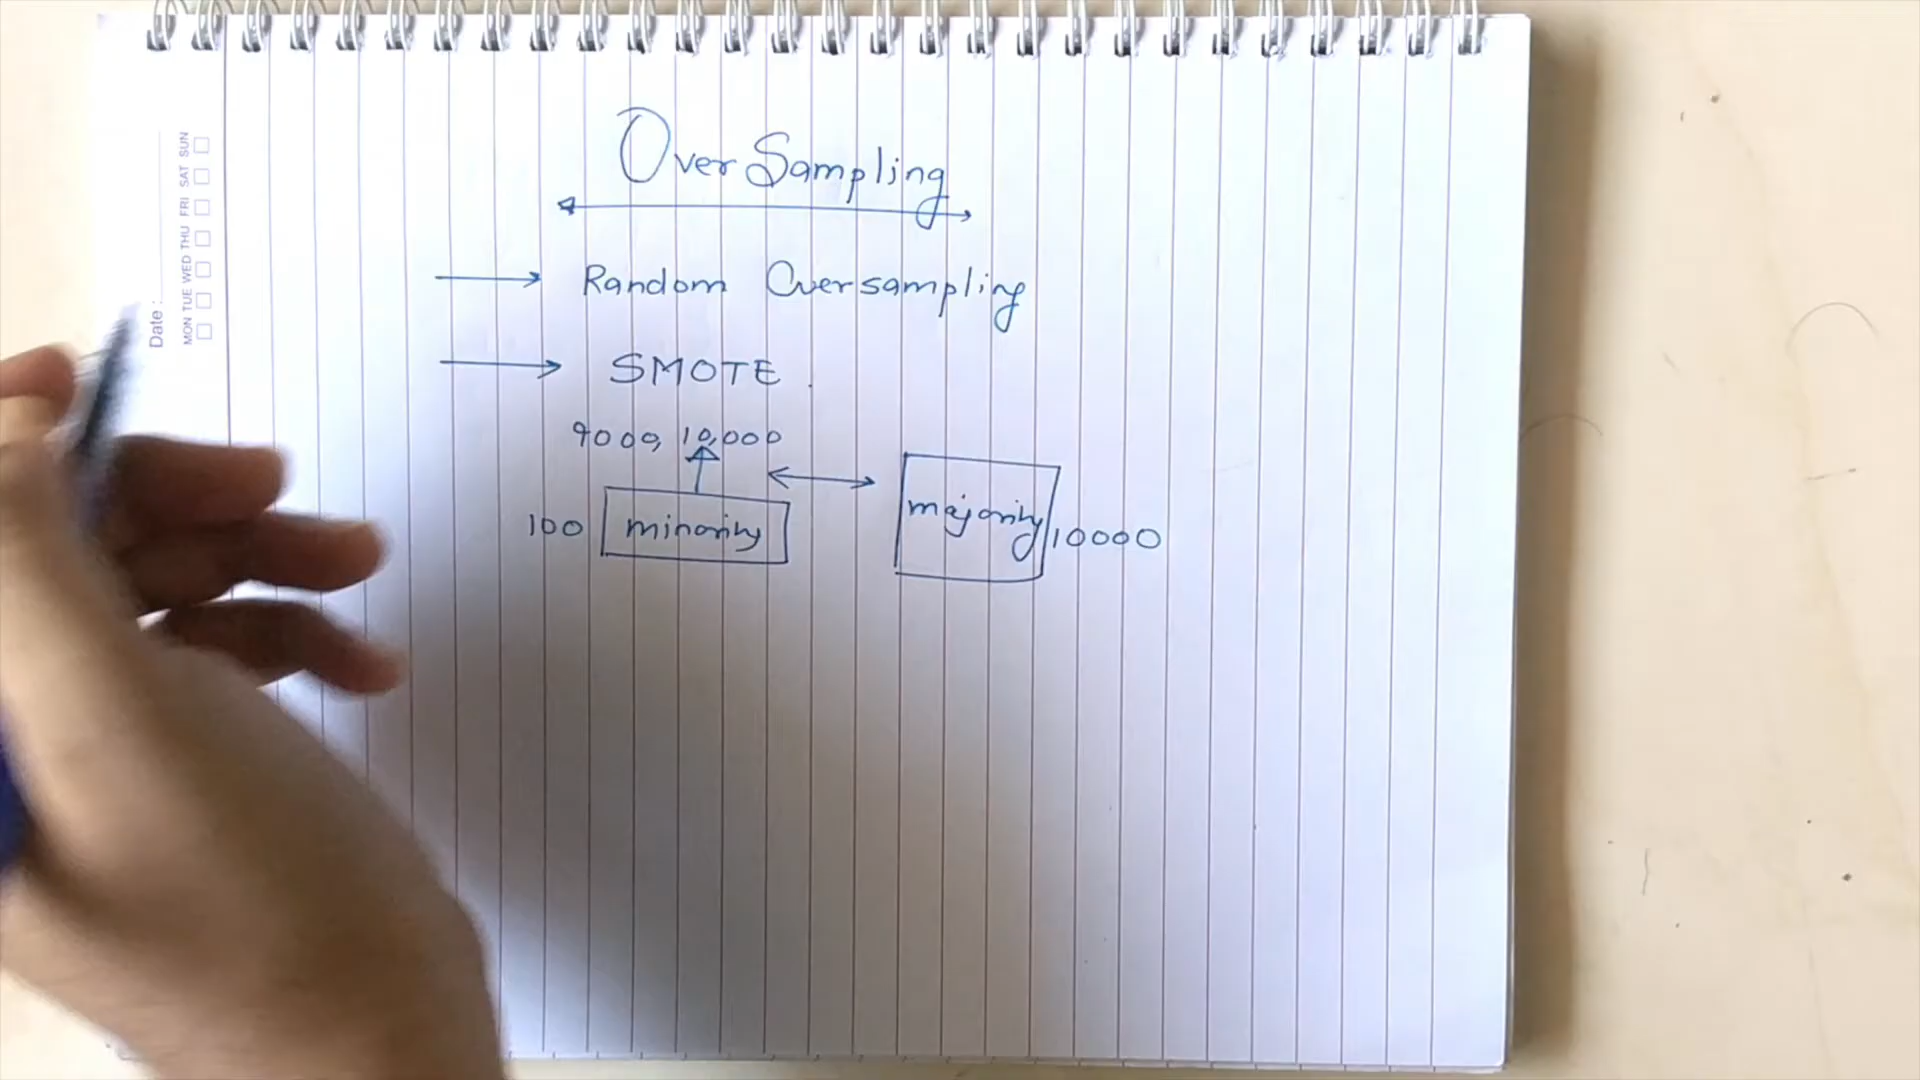 Over Sampling
Random Oversampling
SMOTE
9000, 10,000
100 minority
majority 10000
Date :
MON TUE WED THU FRI SAT SUN